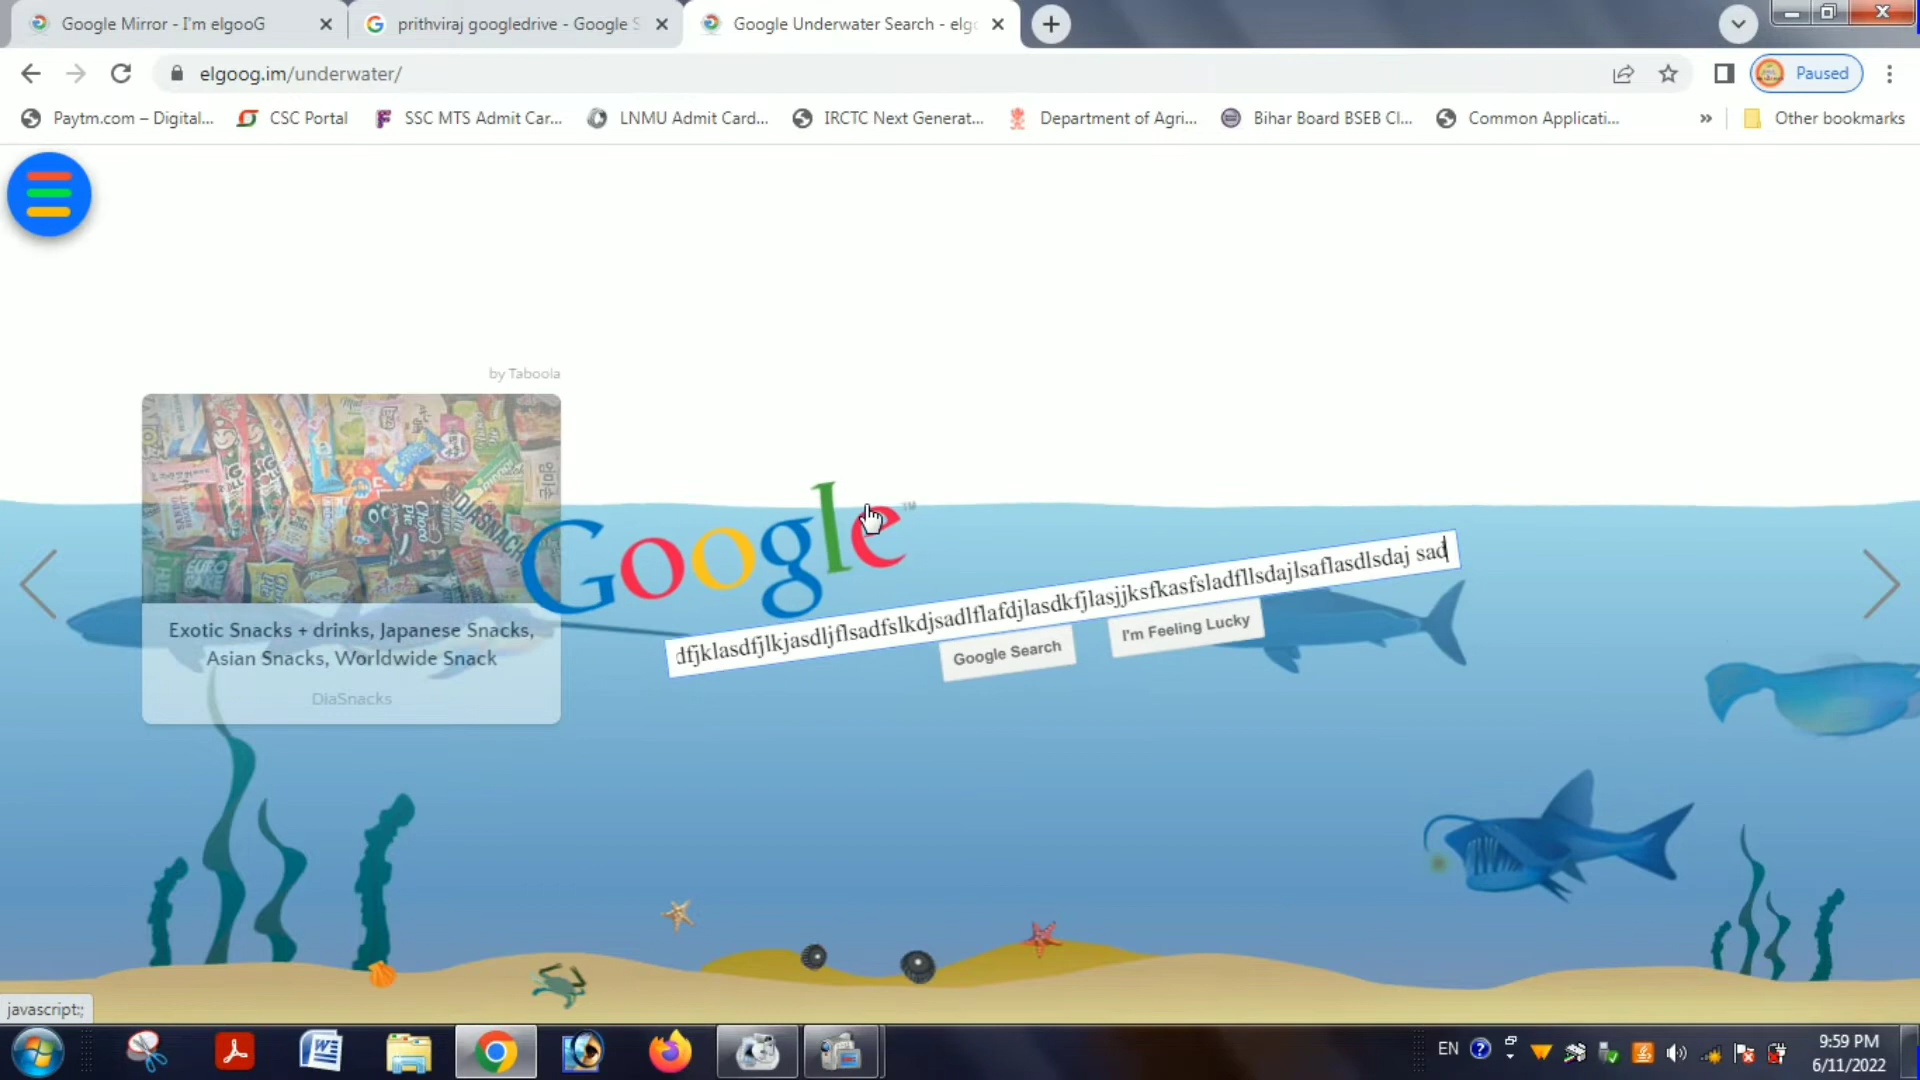 Google Mirror - I'm elgooG
prithviraj googledrive - Google S
Google Underwater Search - elgo
elgoog.im/underwater/
Paused
Paytm.com – Digital...
CSC Portal
SSC MTS Admit Car...
LNMU Admit Card...
IRCTC Next Generat...
Department of Agri...
Bihar Board BSEB Cl...
Common Applicati...
»
Other bookmarks
by Taboola
Google™
dfjklasdfjlkjasdljflsadfslkdjsadlflafdjlasdkfjlasjjksfkasfsladfllsdajlsaflasdlsdaj sad
Google Search
I'm Feeling Lucky
Exotic Snacks + drinks, Japanese Snacks,
Asian Snacks, Worldwide Snack
DiaSnacks
javascript:;
EN
9:59 PM
6/11/2022